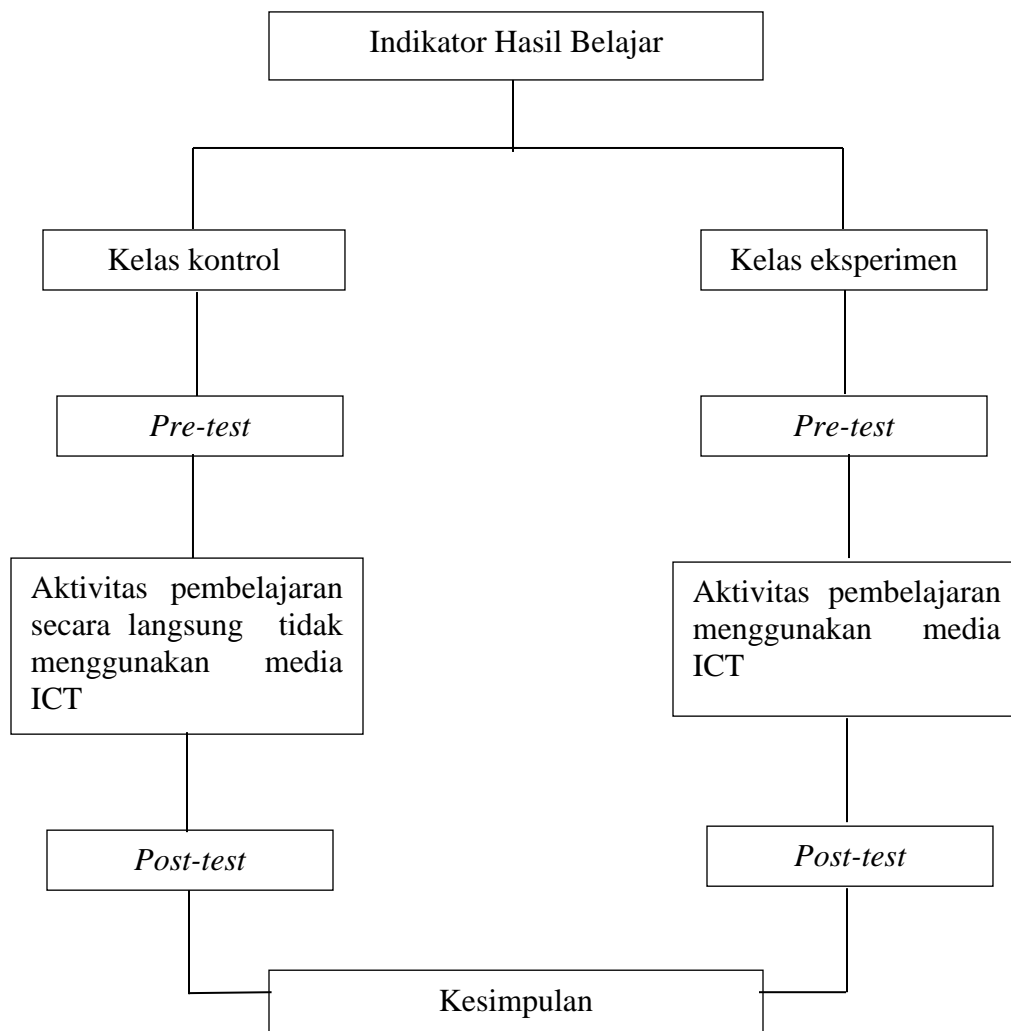 Indikator Hasil Belajar
Kelas kontrol
Kelas eksperimen
Pre-test
Pre-test
Aktivitas pembelajaran
secara langsung tidak
menggunakan media
ICT
Aktivitas pembelajaran
menggunakan media
ICT
Post-test
Post-test
Kesimpulan